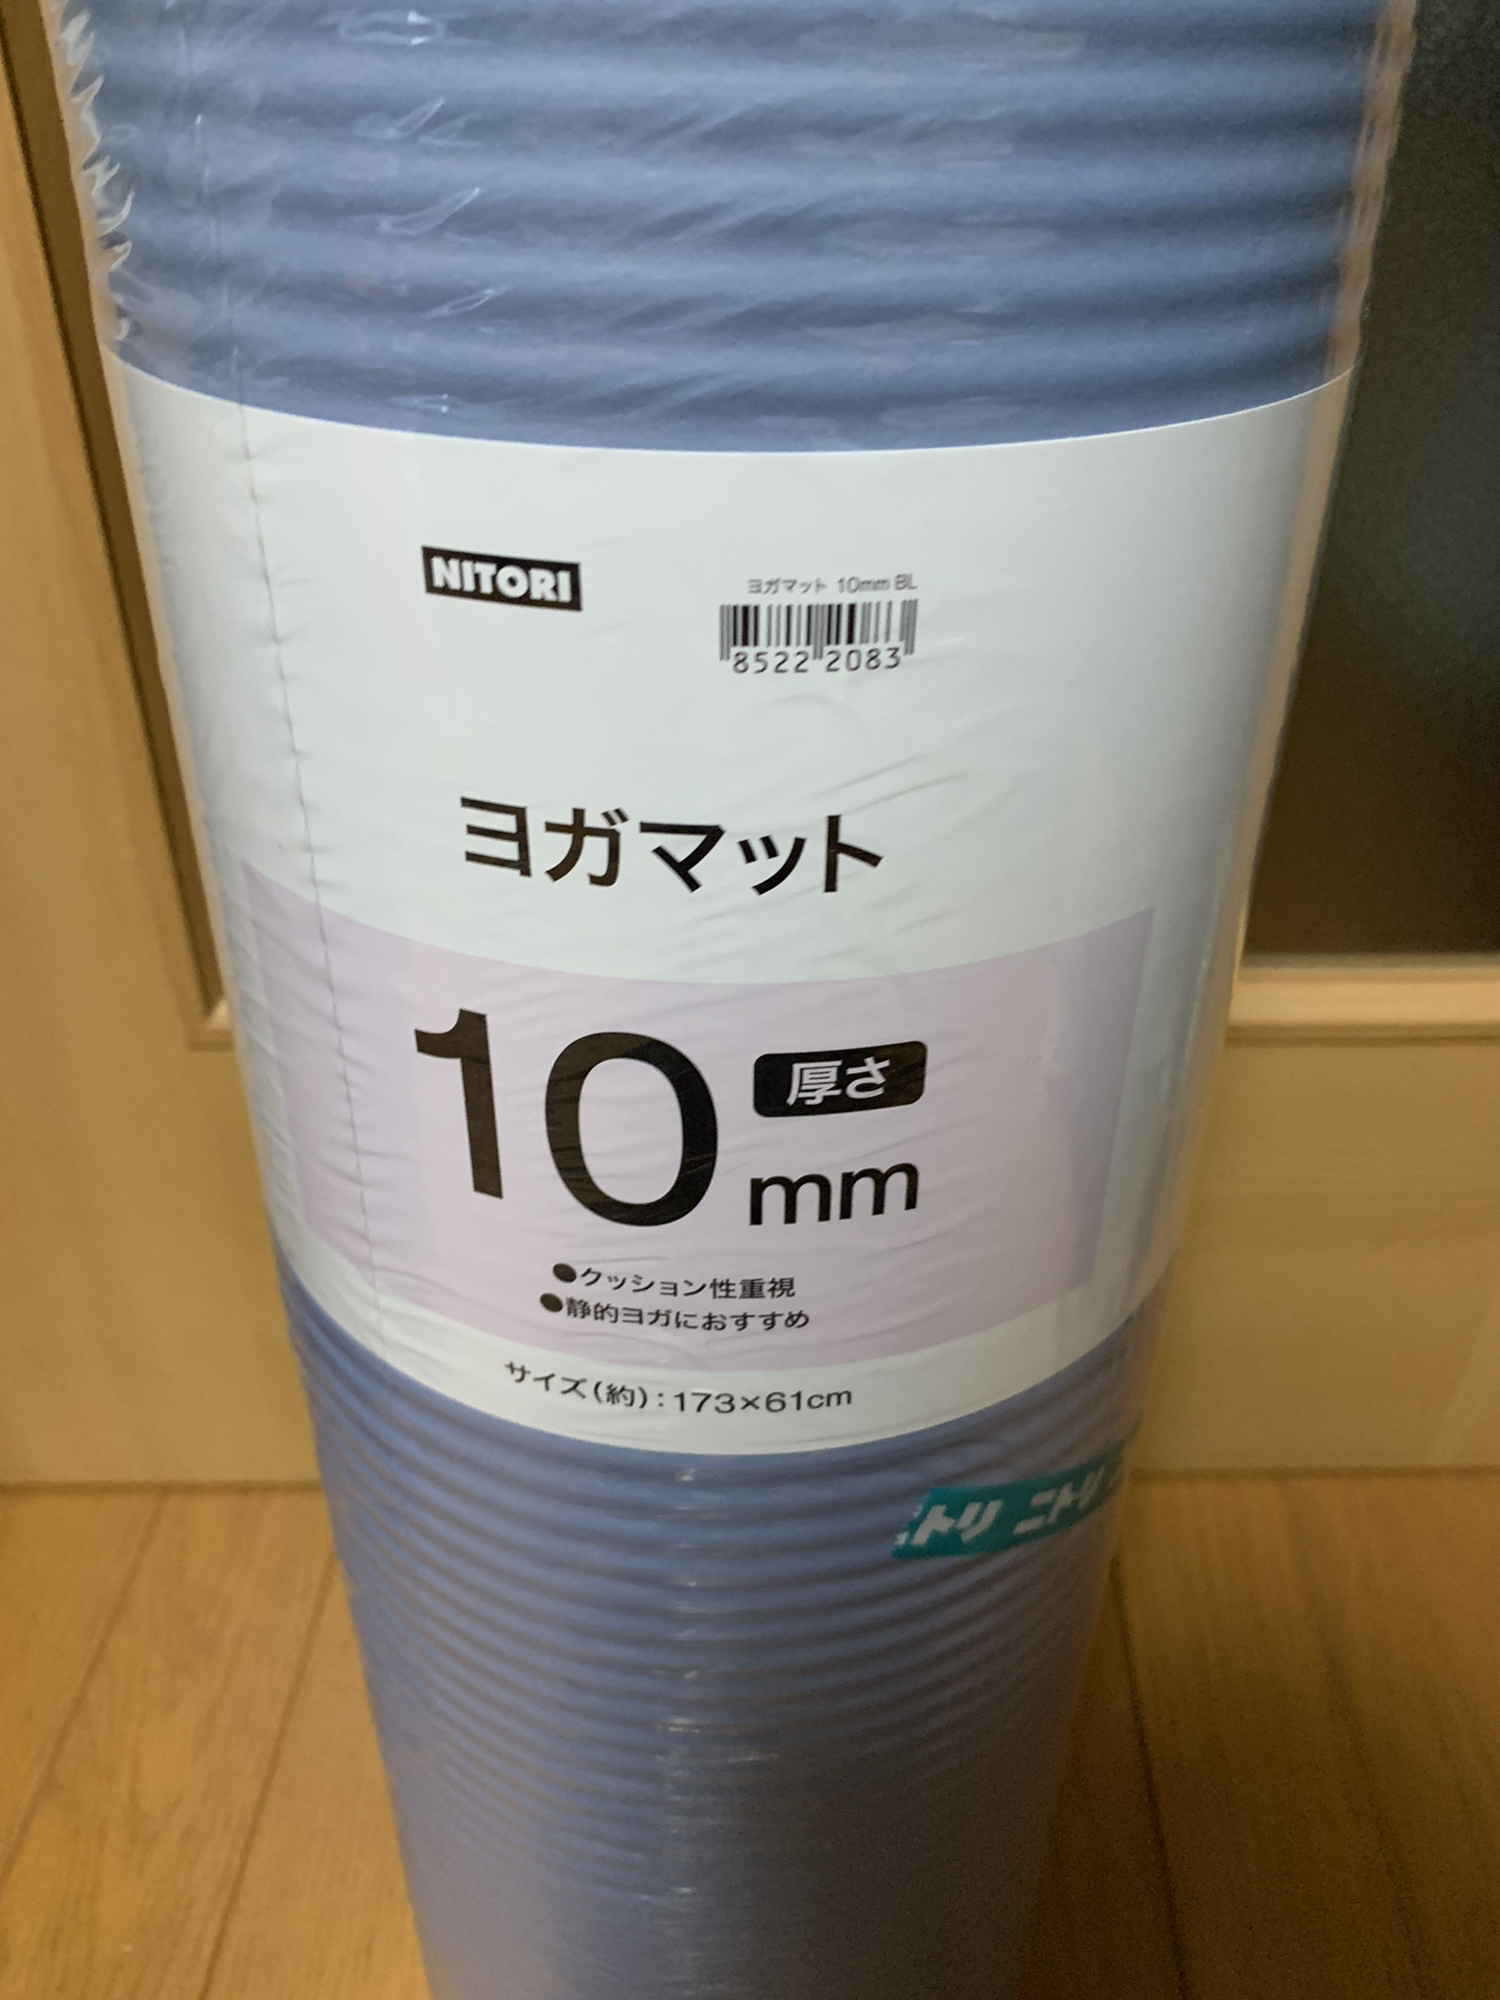 NITORI
ヨガマット 10mm BL
8522 2083
ヨガマット
10 厚さ
mm
●クッション性重視
●静的ヨガにおすすめ
サイズ(約):173×61cm
ニトリ ニトリ